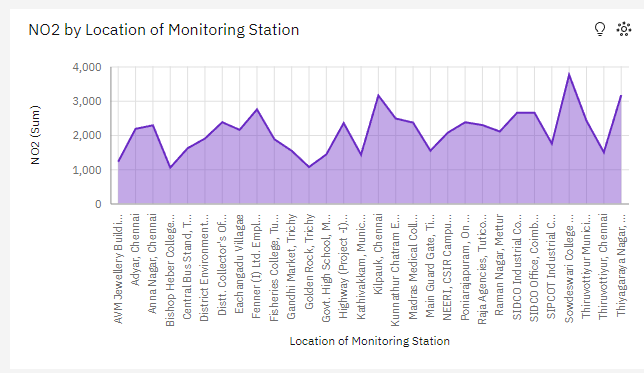 NO2 by Location of Monitoring Station
4,000
3,000
2,000
1,000
0
NO2 (Sum)
AVM Jewellery Buildi...
Adyar, Chennai
Anna Nagar, Chennai
Bishop Heber College...
Central Bus Stand, T...
District Environment...
Distt. Collector's Of...
Eachangadu Villagae
Fenner (I) Ltd. Empl...
Fisheries College, Tu...
Gandhi Market, Trichy
Golden Rock, Trichy
Govt. High School, M...
Highway (Project -I)...
Kathivakkam, Munic...
Kilpauk, Chennai
Kunnathur Chatram E...
Madras Medical Coll...
Main Guard Gate, Ti...
NEERI, CSIR Campu...
Poniarajapuram, On ...
Raja Agencies, Tutico...
Raman Nagar, Mettur
SIDCO Industrial Co...
SIDCO Office, Coimb...
SIPCOT Industrial C...
Sowdeswari College ...
Thiruvottiyur Munici...
Thiruvottiyur, Chennai
Thiyagaraya Nagar, ...
Location of Monitoring Station